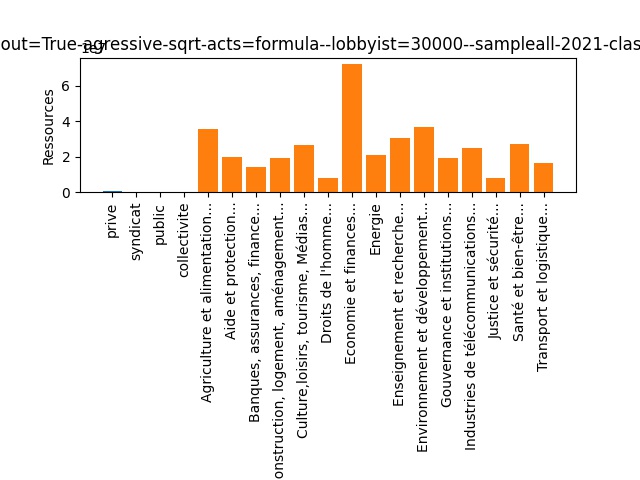 out=True-agressive-sqrt-acts=formula--lobbyist=30000--sampleall-2021-clas
1e7
Ressources
6
4
2
0
prive
syndicat
public
collectivite
Agriculture et alimentation...
Aide et protection...
Banques, assurances, finance...
onstruction, logement, aménagement...
Culture,loisirs, tourisme, Médias...
Droits de l'homme...
Economie et finances...
Energie
Enseignement et recherche...
Environnement et développement...
Gouvernance et institutions...
Industries de télécommunications...
Justice et sécurité...
Santé et bien-être...
Transport et logistique...